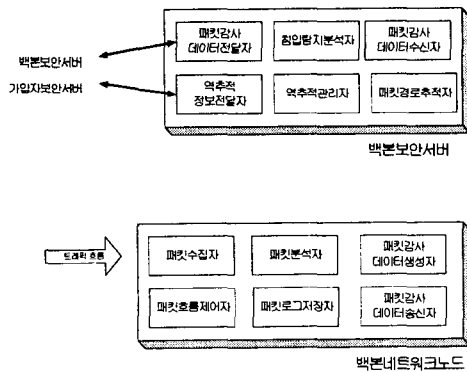 패킷감사
데이터전달자
침입탐지분석자
패킷감사
데이터수신자
백본보안서버
가입자보안서버
역추적
정보전달자
역추적관리자
패킷경로추적자
백본보안서버
트래픽 흐름
패킷수집자
패킷분석자
패킷감사
데이터생성자
패킷흐름제어자
패킷로그저장자
패킷감사
데이터송신자
백본네트워크노드